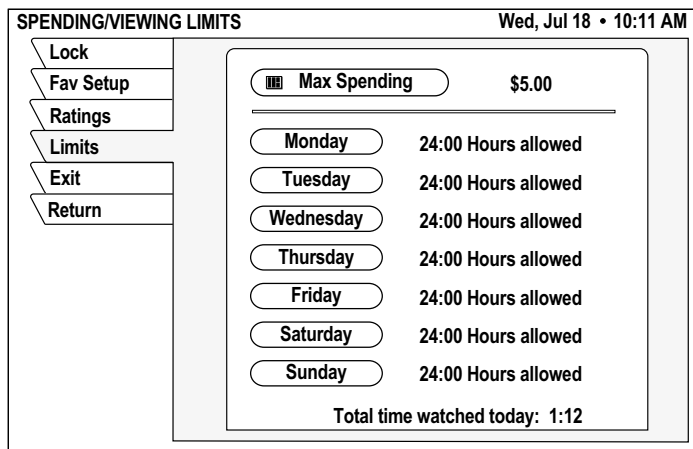 SPENDING/VIEWING LIMITS Wed, Jul 18 • 10:11 AM
Lock
Fav Setup
Ratings
Limits
Exit
Return
Max Spending $5.00
Monday 24:00 Hours allowed
Tuesday 24:00 Hours allowed
Wednesday 24:00 Hours allowed
Thursday 24:00 Hours allowed
Friday 24:00 Hours allowed
Saturday 24:00 Hours allowed
Sunday 24:00 Hours allowed
Total time watched today: 1:12